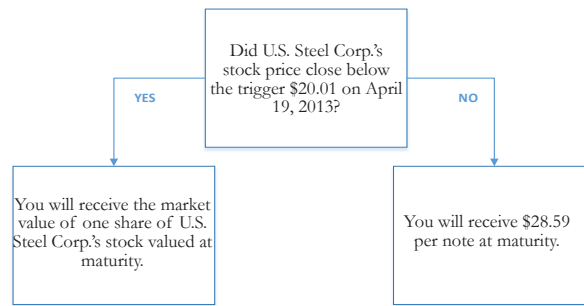 Did U.S. Steel Corp.'s
stock price close below
the trigger $20.01 on April
19, 2013?
YES
NO
You will receive the market
value of one share of U.S.
Steel Corp.'s stock valued at
maturity.
You will receive $28.59
per note at maturity.